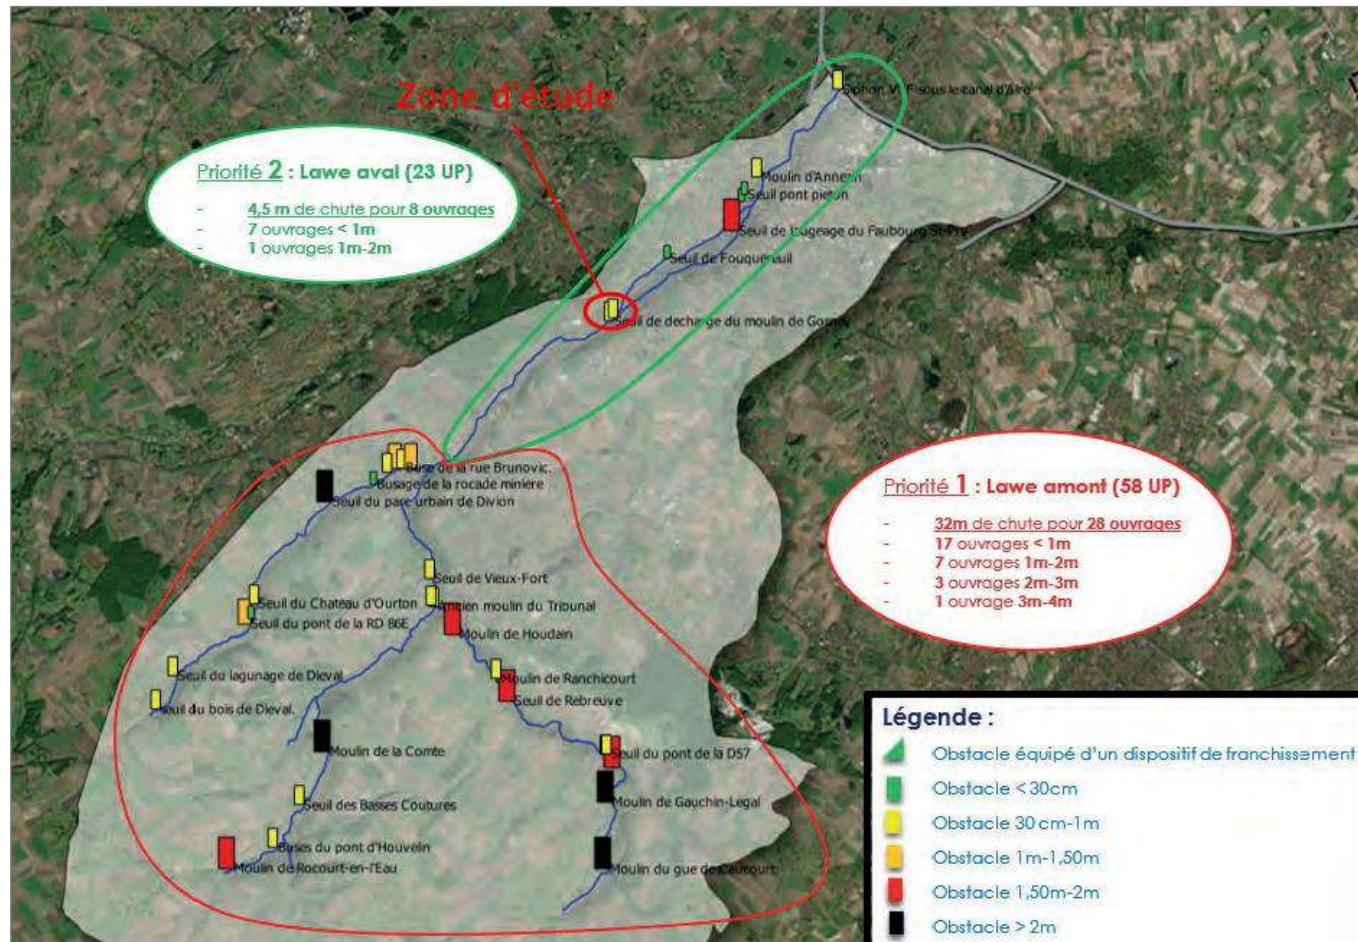 Zone d'étude
Siphon V. F. sous le canal d'Aire
Priorité 2 : Lawe aval (23 UP)
- 4,5 m de chute pour 8 ouvrages
- 7 ouvrages < 1m
- 1 ouvrages 1m-2m
Moulin d'Annezin
Seuil pont pieton
Seuil de Jaugeage du Faubourg St-Pry
Seuil de Fouquereuil
Seuil de decharge du moulin de Gosnay
Buse de la rue Brunovic.
Busage de la rocade miniere
Seuil du parc urbain de Divion
Priorité 1 : Lawe amont (58 UP)
- 32m de chute pour 28 ouvrages
- 17 ouvrages < 1m
- 7 ouvrages 1m-2m
- 3 ouvrages 2m-3m
- 1 ouvrage 3m-4m
Seuil de Vieux-Fort
Seuil du Chateau d'Ourton
Ancien moulin du Tribunal
Seuil du pont de la RD 86E
Moulin de Houdain
Seuil du lagunage de Dieval
Moulin de Ranchicourt
Seuil de Rebreuve
Seuil du bois de Dieval.
Moulin de la Comte
Seuil du pont de la D57
Moulin de Gauchin-Legal
Seuil des Basses Coutures
Buses du pont d'Houvelin
Moulin de Rocourt-en-l'Eau
Moulin du gue de Caucourt
Légende :
Obstacle équipé d'un dispositif de franchissement
Obstacle < 30cm
Obstacle 30 cm-1m
Obstacle 1m-1,50m
Obstacle 1,50m-2m
Obstacle > 2m